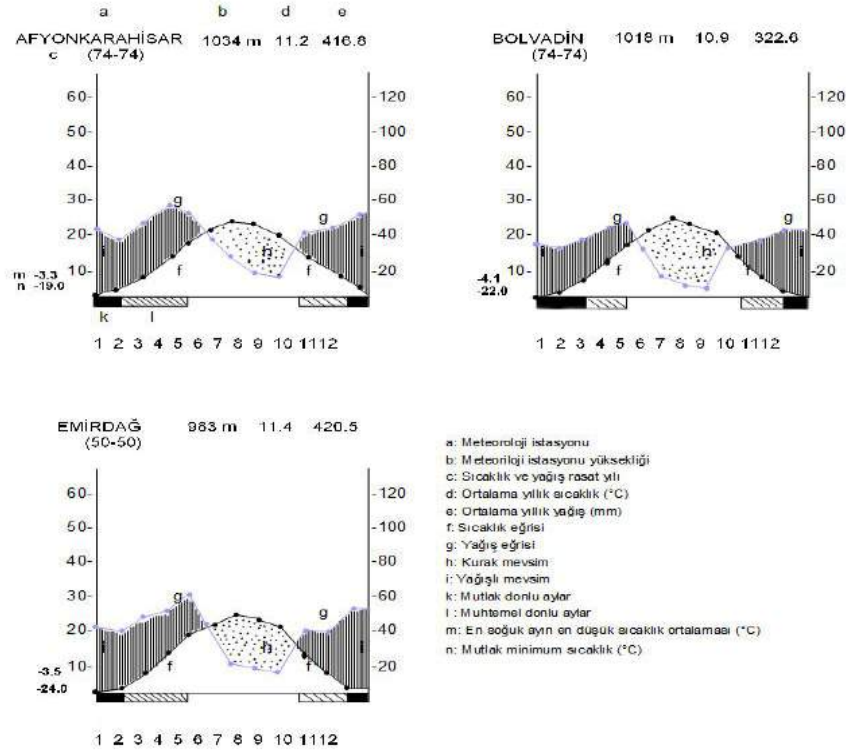 a b d e
AFYONKARAHİSAR 1034 m 11.2 416.8
c (74-74)
60- -120
50- -100
40- -80
30- g -60
20- g -40
i h i
10- f f -20
m -3.3
n -19.0
k l
1 2 3 4 5 6 7 8 9 10 11 12
BOLVADİN 1018 m 10.9 322.6
(74-74)
60- -120
50- -100
40- -80
30- g g -60
20- -40
i h i
10- f f -20
-4.1
-22.0
1 2 3 4 5 6 7 8 9 10 11 12
EMİRDAĞ 983 m 11.4 420.5
(50-50)
60- -120
50- -100
40- -80
30- g g -60
20- -40
i h i
10- f f -20
-3.5
-24.0
1 2 3 4 5 6 7 8 9 10 11 12
a: Meteoroloji istasyonu
b: Meteoriloji istasyonu yüksekliği
c: Sıcaklık ve yağış rasat yılı
d: Ortalama yıllık sıcaklık (°C)
e: Ortalama yıllık yağış (mm)
f: Sıcaklık eğrisi
g: Yağış eğrisi
h: Kurak mevsim
i: Yağışlı mevsim
k: Mutlak donlu aylar
l : Muhtemel donlu aylar
m: En soğuk ayın en düşük sıcaklık ortalaması (°C)
n: Mutlak minimum sıcaklık (°C)